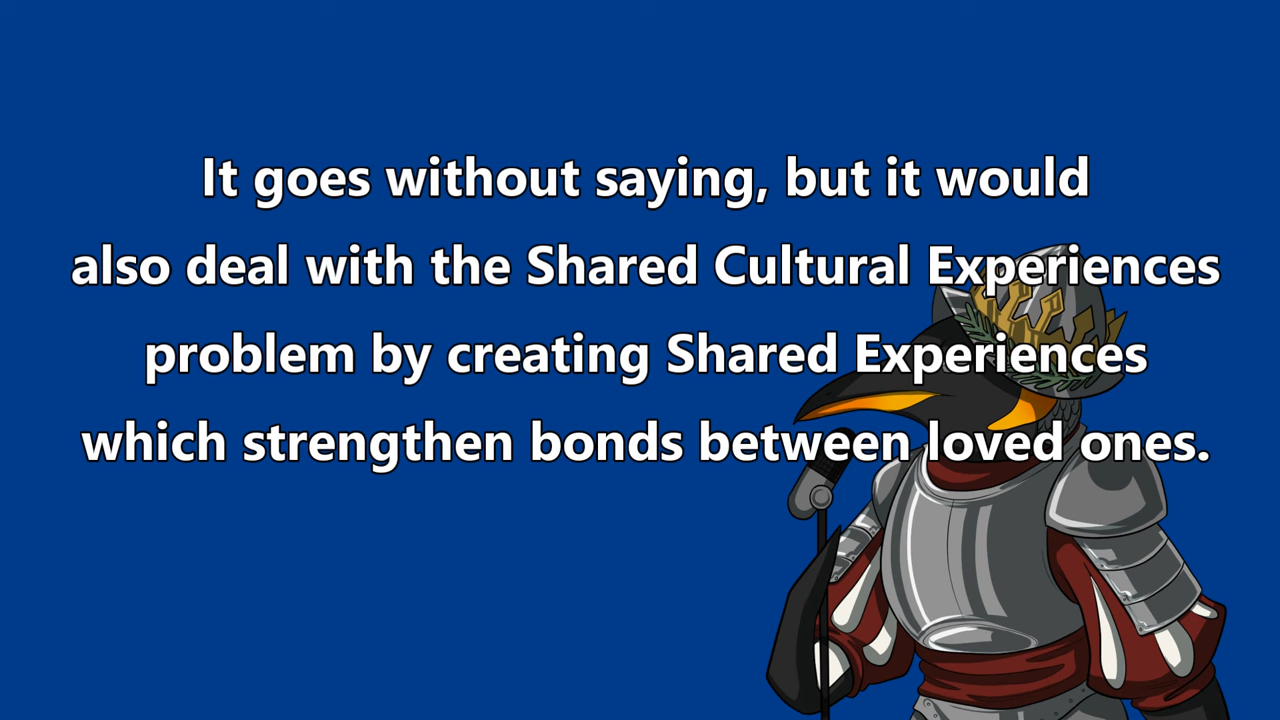 It goes without saying, but it would
also deal with the Shared Cultural Experiences
problem by creating Shared Experiences
which strengthen bonds between loved ones.